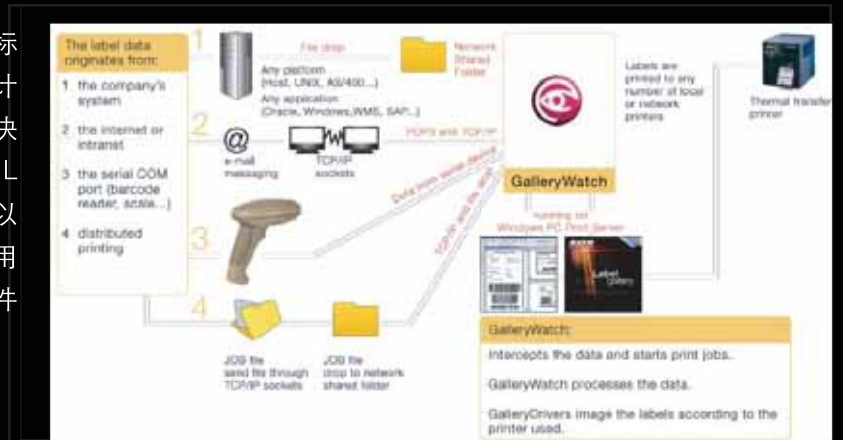 标
计
决
L
以
用
件
The label data
originates from:
1 the company's
system
2 the internet or
intranet
3 the serial COM
port (barcode
reader, scale...)
4 distributed
printing
1
File drop
Network
Shared
Folder
Any platform
(Host, UNIX, AS/400...)
Any application
(Oracle, Windows, WMS, SAP...)
2
@
e-mail
messaging
TCP/IP
sockets
POP3 and TCP/IP
3
Data from serial device
4
TCP/IP and file drop
JOB file
send file through
TCP/IP sockets
JOB file
drop to network
shared folder
GalleryWatch
running on
Windows PC Print Server
Labels are
printed to any
number of local
or network
printers
Thermal transfer
printer
Label
gallery
GalleryWatch:
Intercepts the data and starts print jobs.
GalleryWatch processes the data.
GalleryDrivers image the labels according to the
printer used.